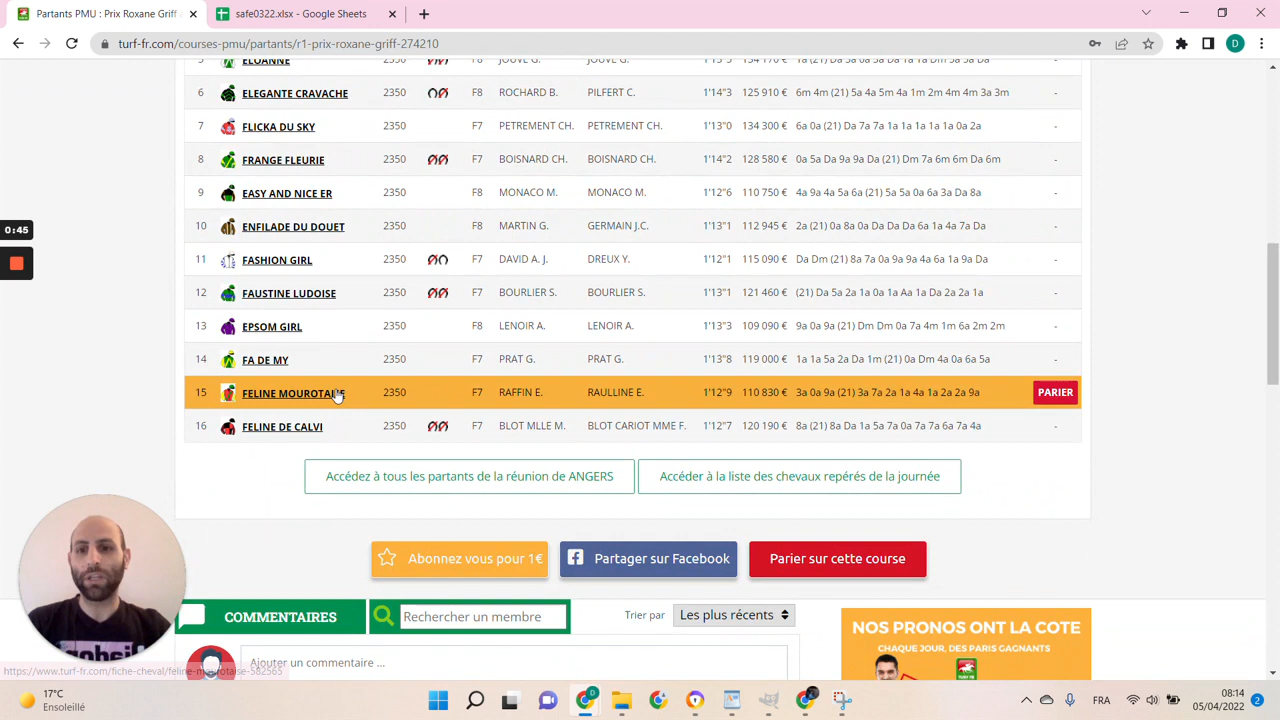 Partants PMU : Prix Roxane Griff
safe0322.xlsx - Google Sheets
turf-fr.com/courses-pmu/partants/r1-prix-roxane-griff-274210
6 ELEGANTE CRAVACHE 2350 F8 ROCHARD B. PILFERT C. 1'14"3 125 910 € 6m 4m (21) 5a 4a 5m 4a 1m 2m 4m 4m 3a 3m -
7 FLICKA DU SKY 2350 F7 PETREMENT CH. PETREMENT CH. 1'13"0 134 300 € 6a 0a (21) Da 7a 7a 1a 1a 1a 1a 1a 0a 2a -
8 FRANGE FLEURIE 2350 F7 BOISNARD CH. BOISNARD CH. 1'14"2 128 580 € 0a 5a Da 9a 9a Da (21) Dm 7a 6m 6m Da 6m -
9 EASY AND NICE ER 2350 F8 MONACO M. MONACO M. 1'12"6 110 750 € 4a 9a 4a 5a 6a (21) 5a 5a 0a 6a 3a Da 8a -
10 ENFILADE DU DOUET 2350 F8 MARTIN G. GERMAIN J.C. 1'13"1 112 945 € 2a (21) 0a 8a 0a Da Da Da 6a 1a 4a 7a Da -
11 FASHION GIRL 2350 F7 DAVID A. J. DREUX Y. 1'12"1 115 090 € Da Dm (21) 8a 7a 0a 9a 9a 4a 6a 1a 9a Da -
12 FAUSTINE LUDOISE 2350 F7 BOURLIER S. BOURLIER S. 1'13"1 121 460 € (21) Da 5a 2a 1a 0a 1a Aa 1a Da 2a 2a 1a -
13 EPSOM GIRL 2350 F8 LENOIR A. LENOIR A. 1'13"3 109 090 € 9a 0a 9a (21) Dm Dm 0a 7a 4m 1m 6a 2m 2m -
14 FA DE MY 2350 F7 PRAT G. PRAT G. 1'13"8 119 000 € 1a 1a 5a 2a Da 1m (21) 0a Dm 4a 0a 6a 5a -
15 FELINE MOUROTAISE 2350 F7 RAFFIN E. RAULLINE E. 1'12"9 110 830 € 3a 0a 9a (21) 3a 7a 2a 1a 4a 1a 2a 2a 9a PARIER
16 FELINE DE CALVI 2350 F7 BLOT MLLE M. BLOT CARIOT MME F. 1'12"7 120 190 € 8a (21) 8a Da 1a 5a 7a 0a 7a 7a 6a 7a 4a -
0:45
Accédez à tous les partants de la réunion de ANGERS
Accéder à la liste des chevaux repérés de la journée
Abonnez vous pour 1€
Partager sur Facebook
Parier sur cette course
COMMENTAIRES
Rechercher un membre
Trier par
Les plus récents
Ajouter un commentaire ...
NOS PRONOS ONT LA COTE
CHAQUE JOUR, DES PARIS GAGNANTS
https://www.turf-fr.com/fiche-cheval/feline-mourotaise-582565
17°C
Ensoleillé
FRA
08:14
05/04/2022
2